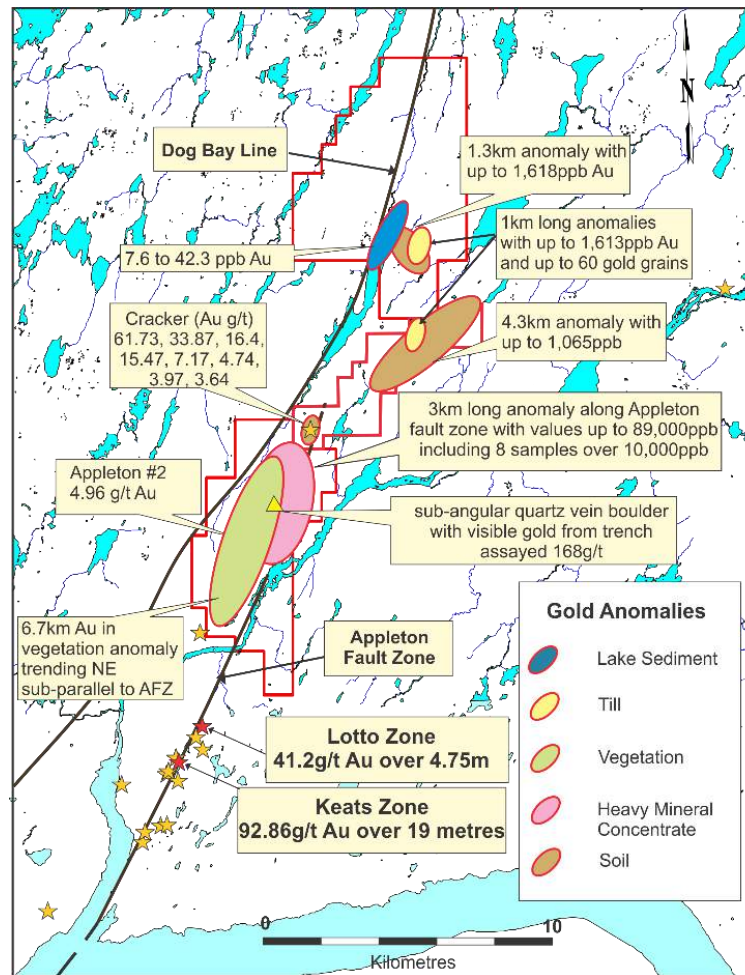 N
Dog Bay Line
1.3km anomaly with
up to 1,618ppb Au
1km long anomalies
with up to 1,613ppb Au
and up to 60 gold grains
7.6 to 42.3 ppb Au
Cracker (Au g/t)
61.73, 33.87, 16.4,
15.47, 7.17, 4.74,
3.97, 3.64
4.3km anomaly with
up to 1,065ppb
3km long anomaly along Appleton
fault zone with values up to 89,000ppb
including 8 samples over 10,000ppb
Appleton #2
4.96 g/t Au
sub-angular quartz vein boulder
with visible gold from trench
assayed 168g/t
6.7km Au in
vegetation anomaly
trending NE
sub-parallel to AFZ
Appleton
Fault Zone
Lotto Zone
41.2g/t Au over 4.75m
Keats Zone
92.86g/t Au over 19 metres
Gold Anomalies
Lake Sediment
Till
Vegetation
Heavy Mineral
Concentrate
Soil
0
10
Kilometres